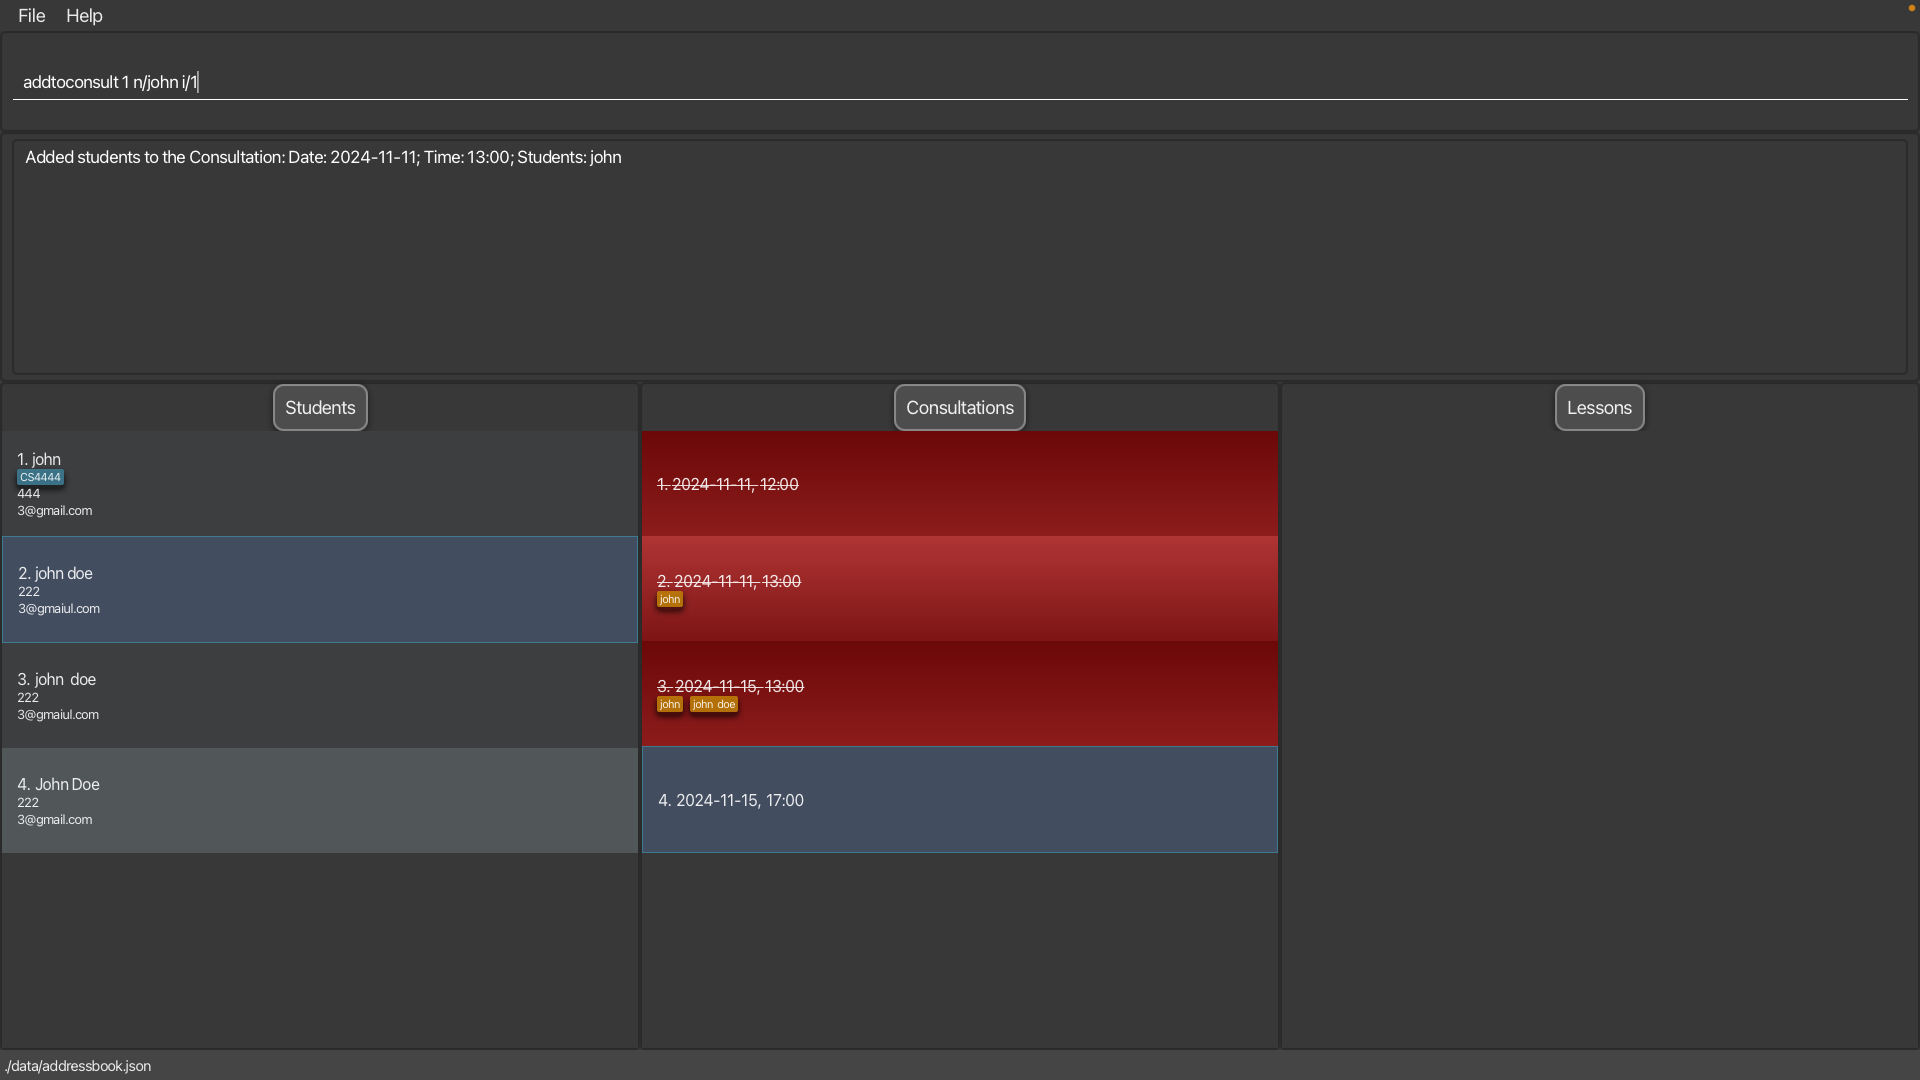 File Help
addtoconsult 1 n/john i/1
Added students to the Consultation: Date: 2024-11-11; Time: 13:00; Students: john
Students
1. john
CS4444
444
3@gmail.com
2. john doe
222
3@gmaiul.com
3. john  doe
222
3@gmaiul.com
4. John Doe
222
3@gmail.com
Consultations
1. 2024-11-11, 12:00
2. 2024-11-11, 13:00
john
3. 2024-11-15, 13:00
john john  doe
4. 2024-11-15, 17:00
Lessons
./data/addressbook.json